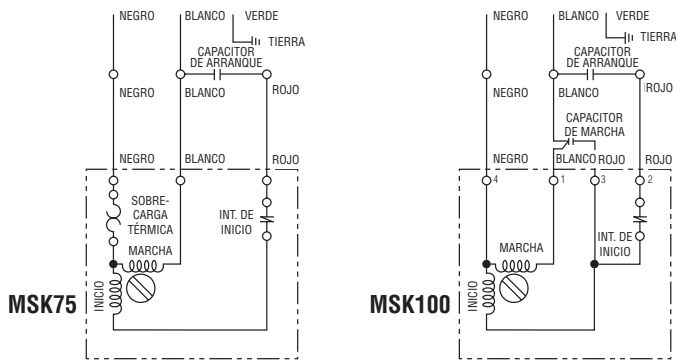 NEGRO BLANCO VERDE
TIERRA
CAPACITOR
DE ARRANQUE
NEGRO BLANCO ROJO
NEGRO BLANCO ROJO
SOBRE-
CARGA
TÉRMICA
INT. DE
INICIO
MARCHA
INICIO
MSK75
NEGRO BLANCO VERDE
TIERRA
CAPACITOR
DE ARRANQUE
NEGRO BLANCO ROJO
CAPACITOR
DE MARCHA
NEGRO BLANCO ROJO ROJO
4 1 3 2
MARCHA
INT. DE
INICIO
INICIO
MSK100